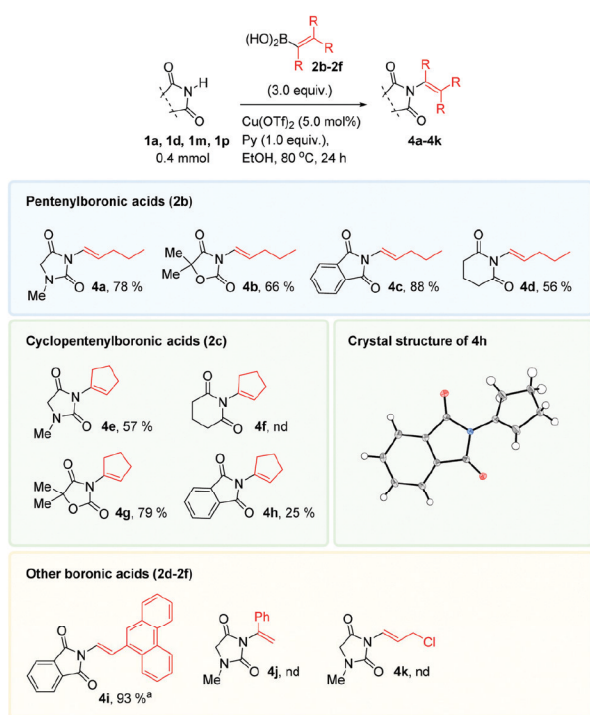 (HO)₂B R R R
2b-2f
O N H O
(3.0 equiv.)
O N O R R R
1a, 1d, 1m, 1p
0.4 mmol
Cu(OTf)₂ (5.0 mol%)
Py (1.0 equiv.),
EtOH, 80 ºC, 24 h
4a-4k
Pentenylboronic acids (2b)
O N N O Me
4a, 78 %
Me Me O N O O
4b, 66 %
O N O
4c, 88 %
O N O
4d, 56 %
Cyclopentenylboronic acids (2c)
O N N O Me
4e, 57 %
O N O
4f, nd
Me Me O N O O
4g, 79 %
O N O
4h, 25 %
Crystal structure of 4h
Other boronic acids (2d-2f)
O N O
4i, 93 %ᵃ
O N N O Me Ph
4j, nd
O N N O Me Cl
4k, nd